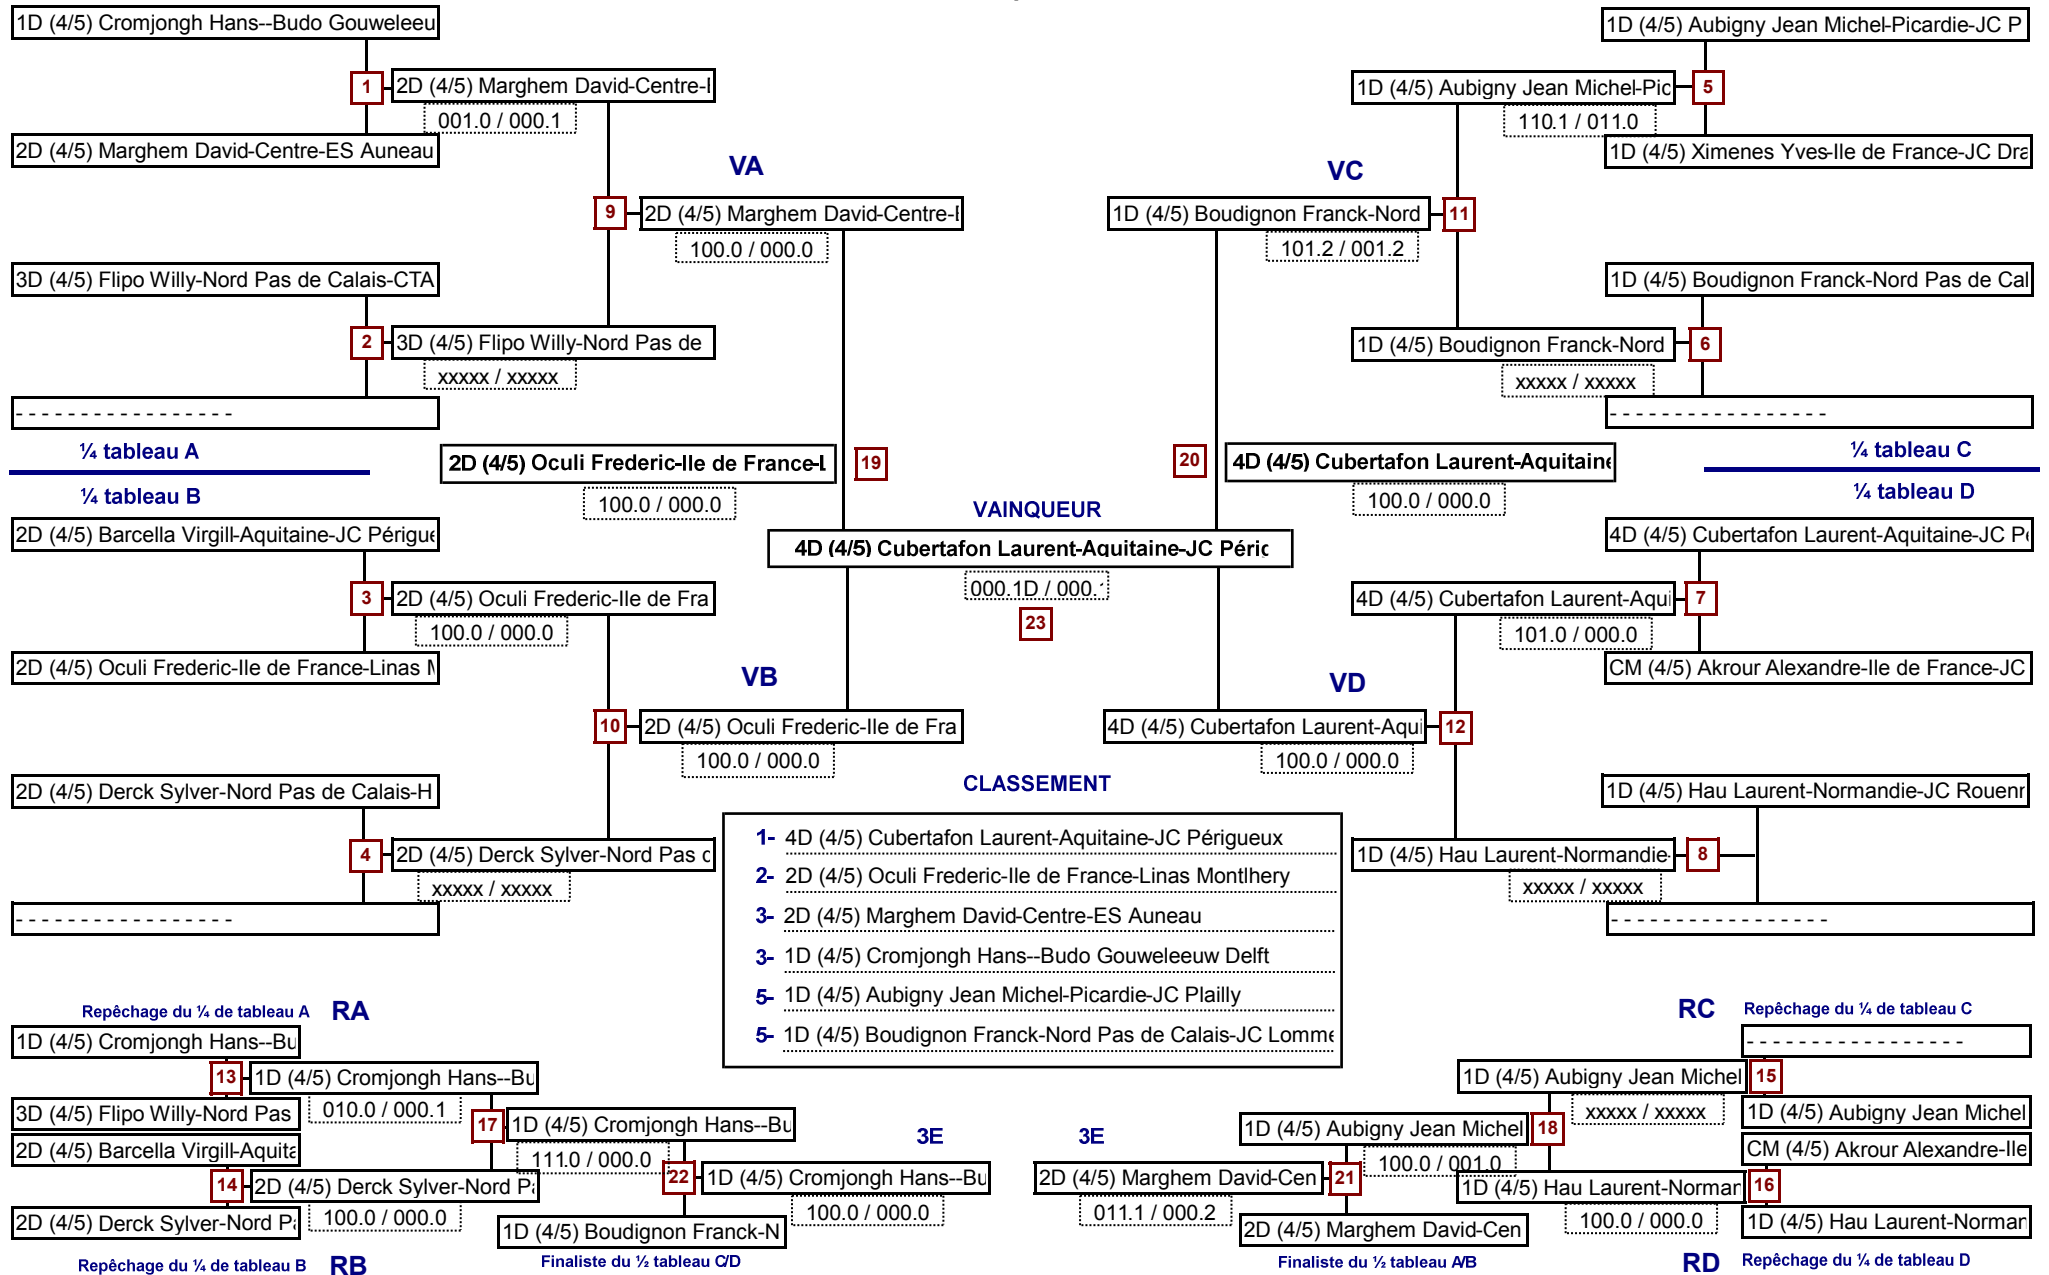 1D (4/5) Cromjongh Hans--Budo Gouweleeu
1
2D (4/5) Marghem David-Centre-
001.0 / 000.1
2D (4/5) Marghem David-Centre-ES Auneau
VA
9
2D (4/5) Marghem David-Centre-
100.0 / 000.0
3D (4/5) Flipo Willy-Nord Pas de Calais-CTA
2
3D (4/5) Flipo Willy-Nord Pas de
xxxxx / xxxxx
- - - - - - - - - - - - - - - - -
¼ tableau A
¼ tableau B
2D (4/5) Oculi Frederic-Ile de France-L
19
100.0 / 000.0
2D (4/5) Barcella Virgill-Aquitaine-JC Périgue
3
2D (4/5) Oculi Frederic-Ile de Fra
100.0 / 000.0
2D (4/5) Oculi Frederic-Ile de France-Linas M
VB
10
2D (4/5) Oculi Frederic-Ile de Fra
100.0 / 000.0
2D (4/5) Derck Sylver-Nord Pas de Calais-H
4
2D (4/5) Derck Sylver-Nord Pas d
xxxxx / xxxxx
- - - - - - - - - - - - - - - - -
1D (4/5) Aubigny Jean Michel-Picardie-JC P
1D (4/5) Aubigny Jean Michel-Pic
5
110.1 / 011.0
1D (4/5) Ximenes Yves-Ile de France-JC Dra
VC
1D (4/5) Boudignon Franck-Nord
11
101.2 / 001.2
1D (4/5) Boudignon Franck-Nord Pas de Cal
1D (4/5) Boudignon Franck-Nord
6
xxxxx / xxxxx
- - - - - - - - - - - - - - - - -
20
4D (4/5) Cubertafon Laurent-Aquitaine
100.0 / 000.0
¼ tableau C
¼ tableau D
VAINQUEUR
4D (4/5) Cubertafon Laurent-Aquitaine-JC Périg
000.1D / 000.1
23
4D (4/5) Cubertafon Laurent-Aquitaine-JC Pé
4D (4/5) Cubertafon Laurent-Aqui
7
101.0 / 000.0
CM (4/5) Akrour Alexandre-Ile de France-JC
VD
4D (4/5) Cubertafon Laurent-Aqui
12
100.0 / 000.0
1D (4/5) Hau Laurent-Normandie-JC Rouenn
1D (4/5) Hau Laurent-Normandie-
8
xxxxx / xxxxx
- - - - - - - - - - - - - - - - -
CLASSEMENT
1- 4D (4/5) Cubertafon Laurent-Aquitaine-JC Périgueux
2- 2D (4/5) Oculi Frederic-Ile de France-Linas Montlhery
3- 2D (4/5) Marghem David-Centre-ES Auneau
3- 1D (4/5) Cromjongh Hans--Budo Gouweleeuw Delft
5- 1D (4/5) Aubigny Jean Michel-Picardie-JC Plailly
5- 1D (4/5) Boudignon Franck-Nord Pas de Calais-JC Lomme
Repêchage du ¼ de tableau A RA
1D (4/5) Cromjongh Hans--Bu
13
1D (4/5) Cromjongh Hans--Bu
010.0 / 000.1
3D (4/5) Flipo Willy-Nord Pas
2D (4/5) Barcella Virgill-Aquita
14
2D (4/5) Derck Sylver-Nord Pa
100.0 / 000.0
2D (4/5) Derck Sylver-Nord Pa
Repêchage du ¼ de tableau B RB
17
1D (4/5) Cromjongh Hans--Bu
111.0 / 000.0
22
1D (4/5) Cromjongh Hans--Bu
100.0 / 000.0
1D (4/5) Boudignon Franck-N
Finaliste du ½ tableau C/D
3E
3E
RC Repêchage du ¼ de tableau C
- - - - - - - - - - - - - - - - -
1D (4/5) Aubigny Jean Michel
15
xxxxx / xxxxx
1D (4/5) Aubigny Jean Michel
1D (4/5) Aubigny Jean Michel
18
100.0 / 001.0
2D (4/5) Marghem David-Cen
21
011.1 / 000.2
2D (4/5) Marghem David-Cen
Finaliste du ½ tableau A/B
CM (4/5) Akrour Alexandre-Ile
1D (4/5) Hau Laurent-Norman
16
100.0 / 000.0
1D (4/5) Hau Laurent-Norman
RD Repêchage du ¼ de tableau D